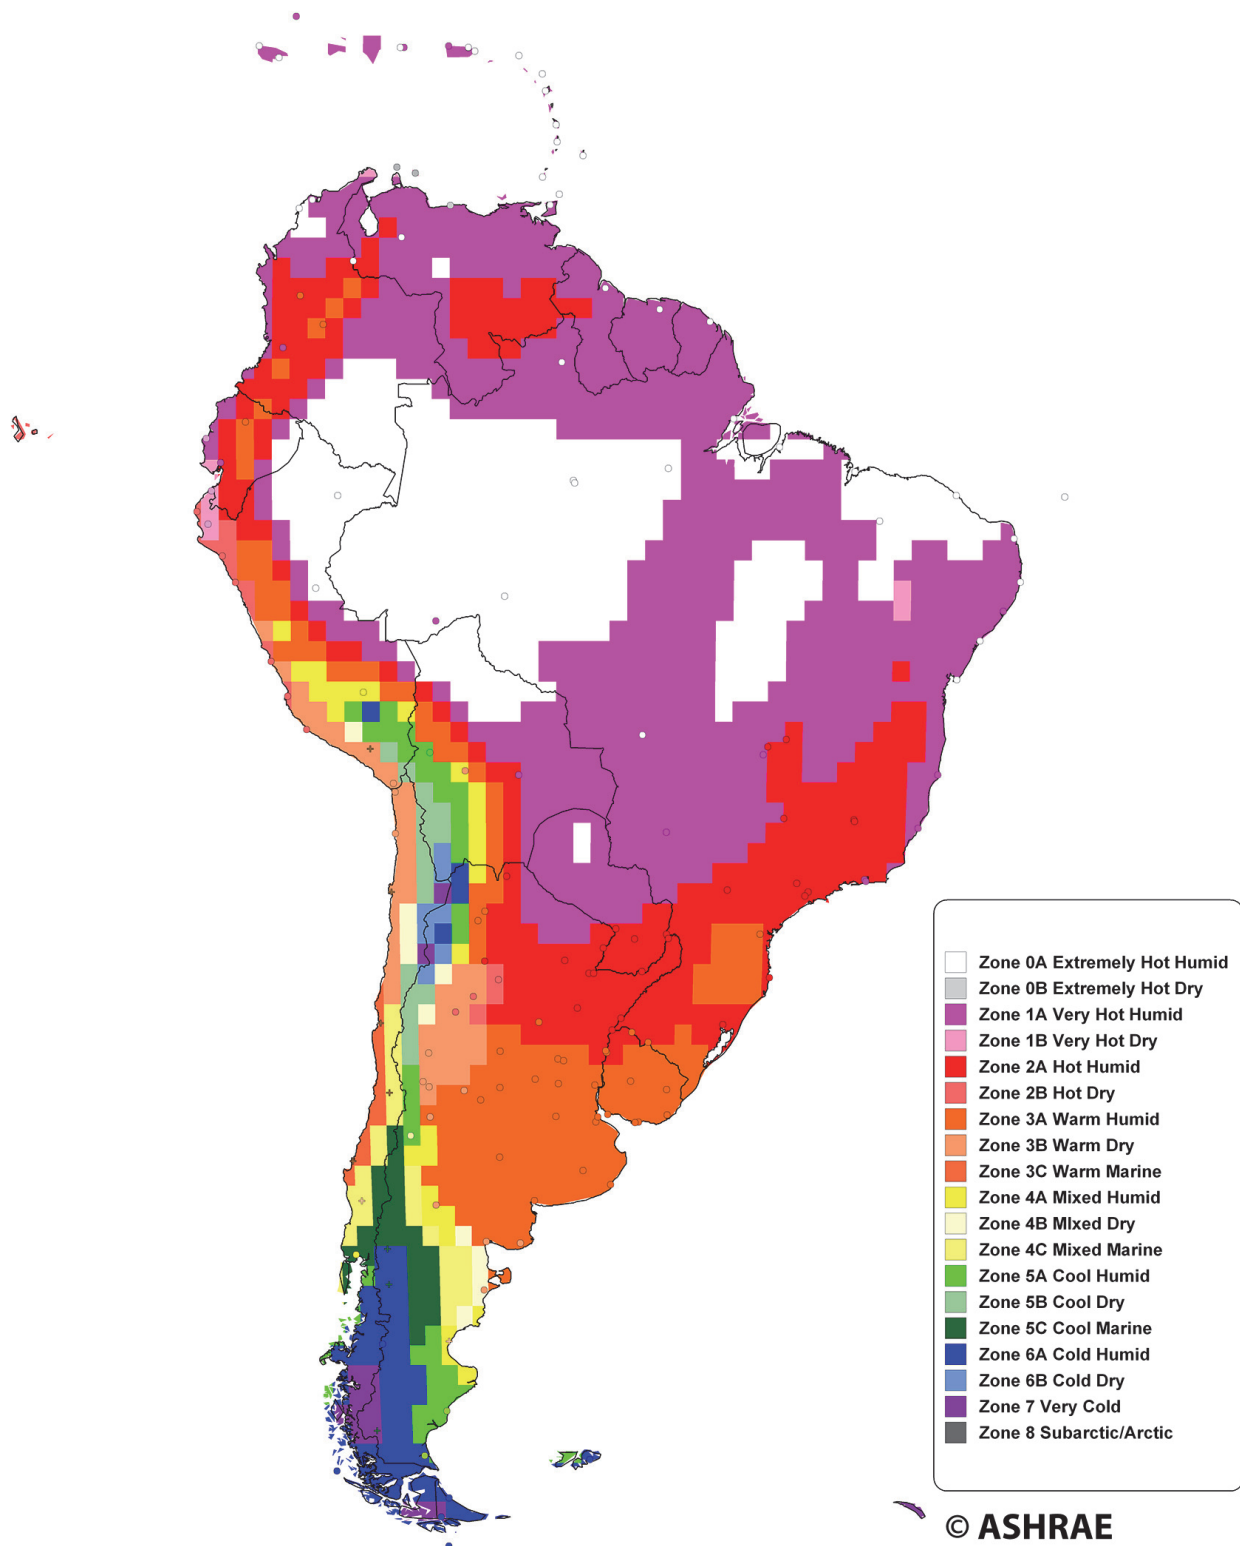 Zone 0A Extremely Hot Humid
Zone 0B Extremely Hot Dry
Zone 1A Very Hot Humid
Zone 1B Very Hot Dry
Zone 2A Hot Humid
Zone 2B Hot Dry
Zone 3A Warm Humid
Zone 3B Warm Dry
Zone 3C Warm Marine
Zone 4A Mixed Humid
Zone 4B MIxed Dry
Zone 4C Mixed Marine
Zone 5A Cool Humid
Zone 5B Cool Dry
Zone 5C Cool Marine
Zone 6A Cold Humid
Zone 6B Cold Dry
Zone 7 Very Cold
Zone 8 Subarctic/Arctic
© ASHRAE